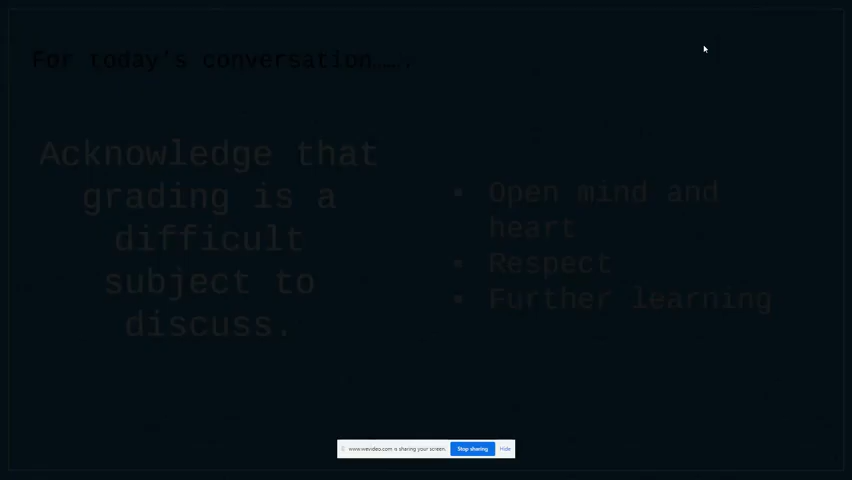 For today's conversation…….
Acknowledge that
grading is a
difficult
subject to
discuss.
Open mind and
heart
Respect
Further learning
www.wevideo.com is sharing your screen. Stop sharing Hide